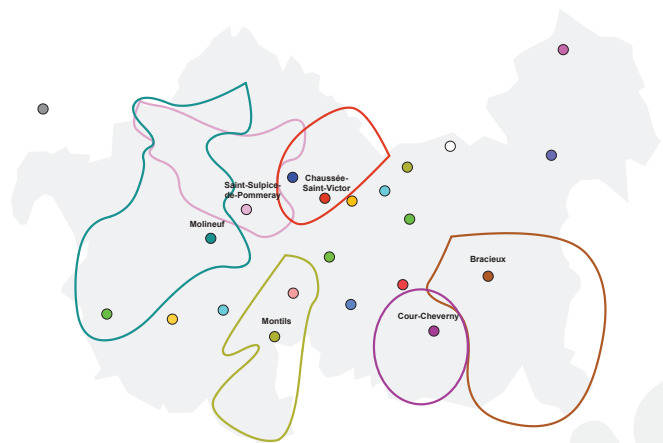 Chaussée-
Saint-Victor
Saint-Sulpice-
de-Pommeray
Molineuf
Bracieux
Cour-Cheverny
Montils